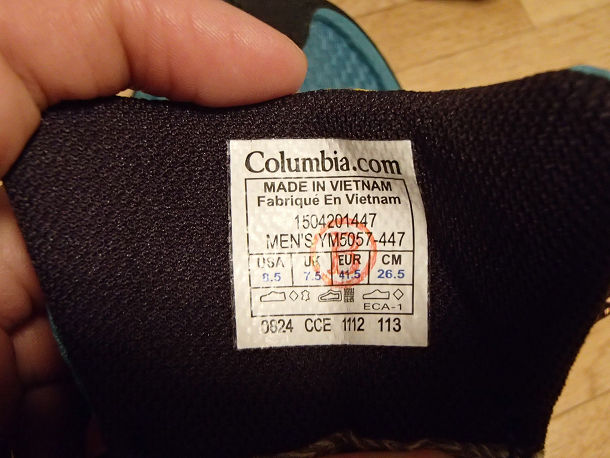 Columbia.com
MADE IN VIETNAM
Fabriqué En Vietnam
1504201447
MEN'S YM5057-447
USA UK EUR CM
8.5 7.5 41.5 26.5
ECA-1
0824 CCE 1112 113
B